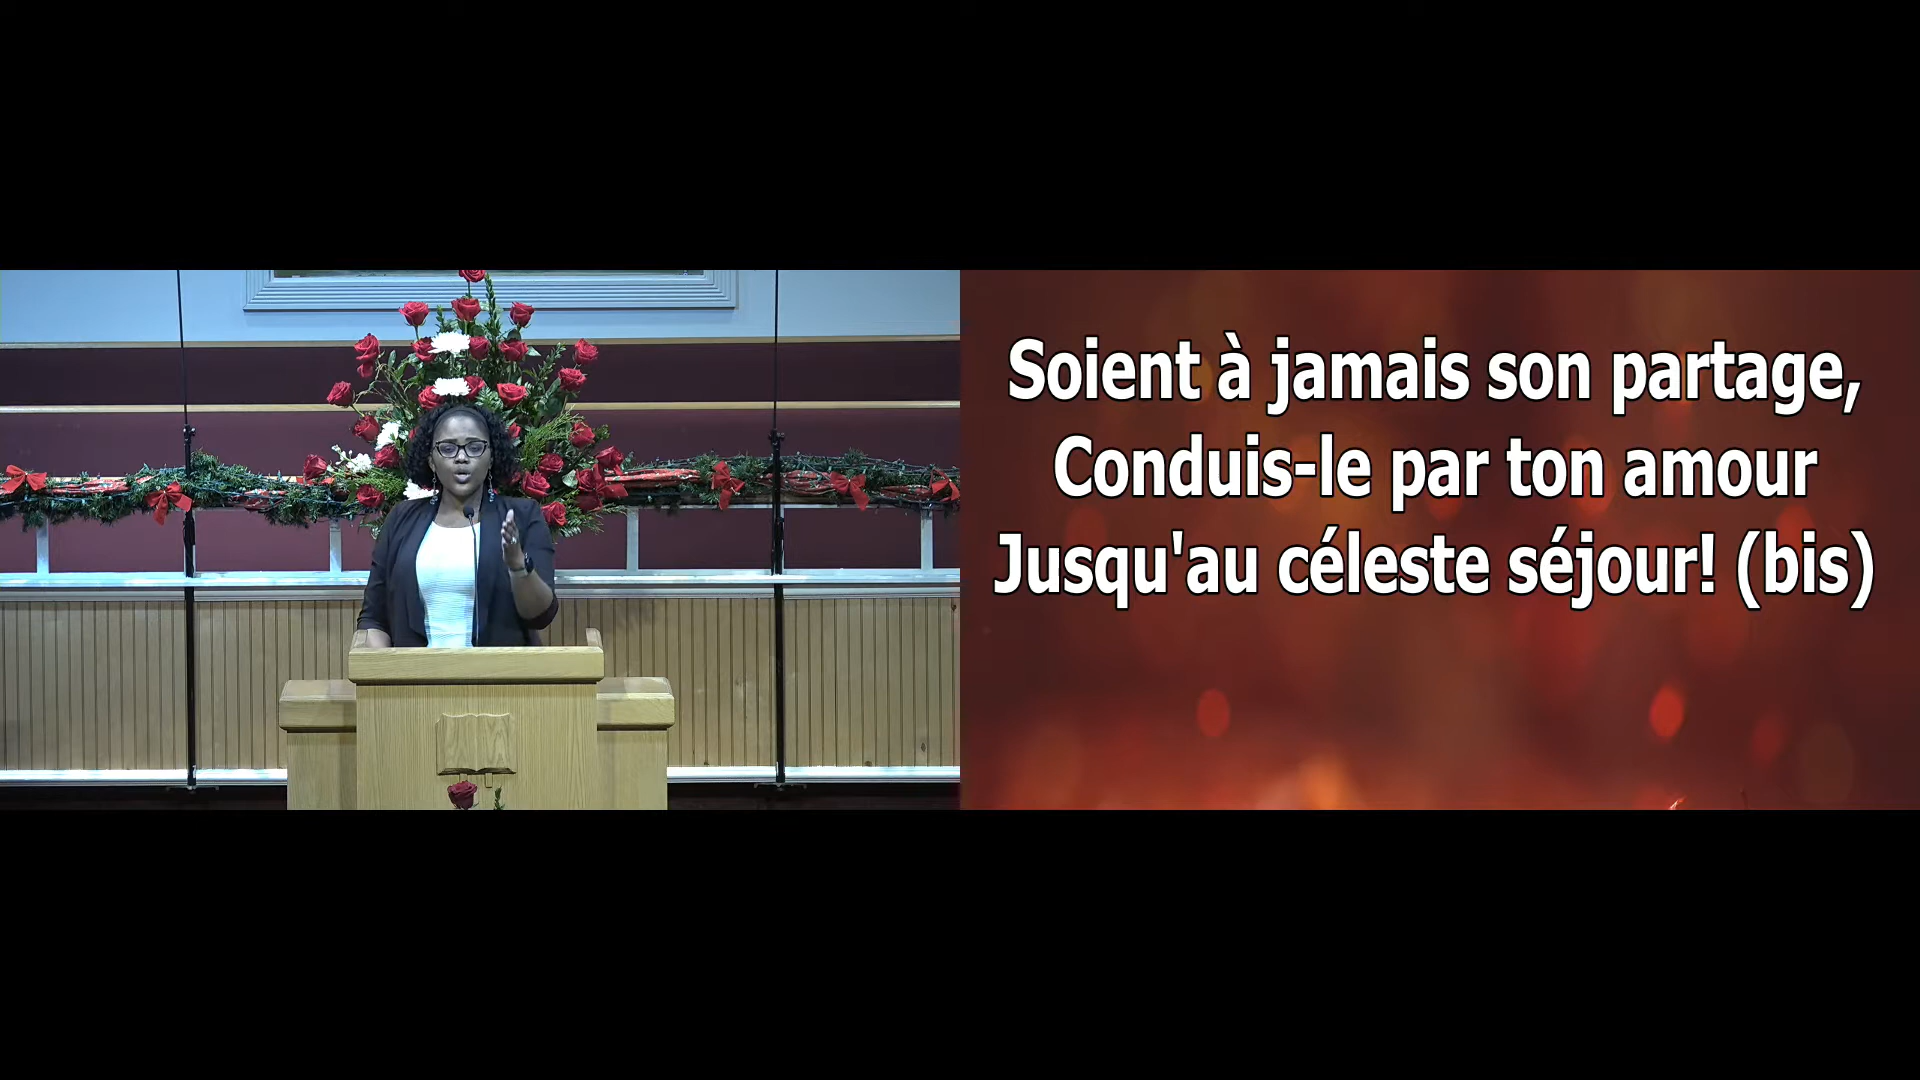 Soient à jamais son partage,
Conduis-le par ton amour
Jusqu'au céleste séjour! (bis)